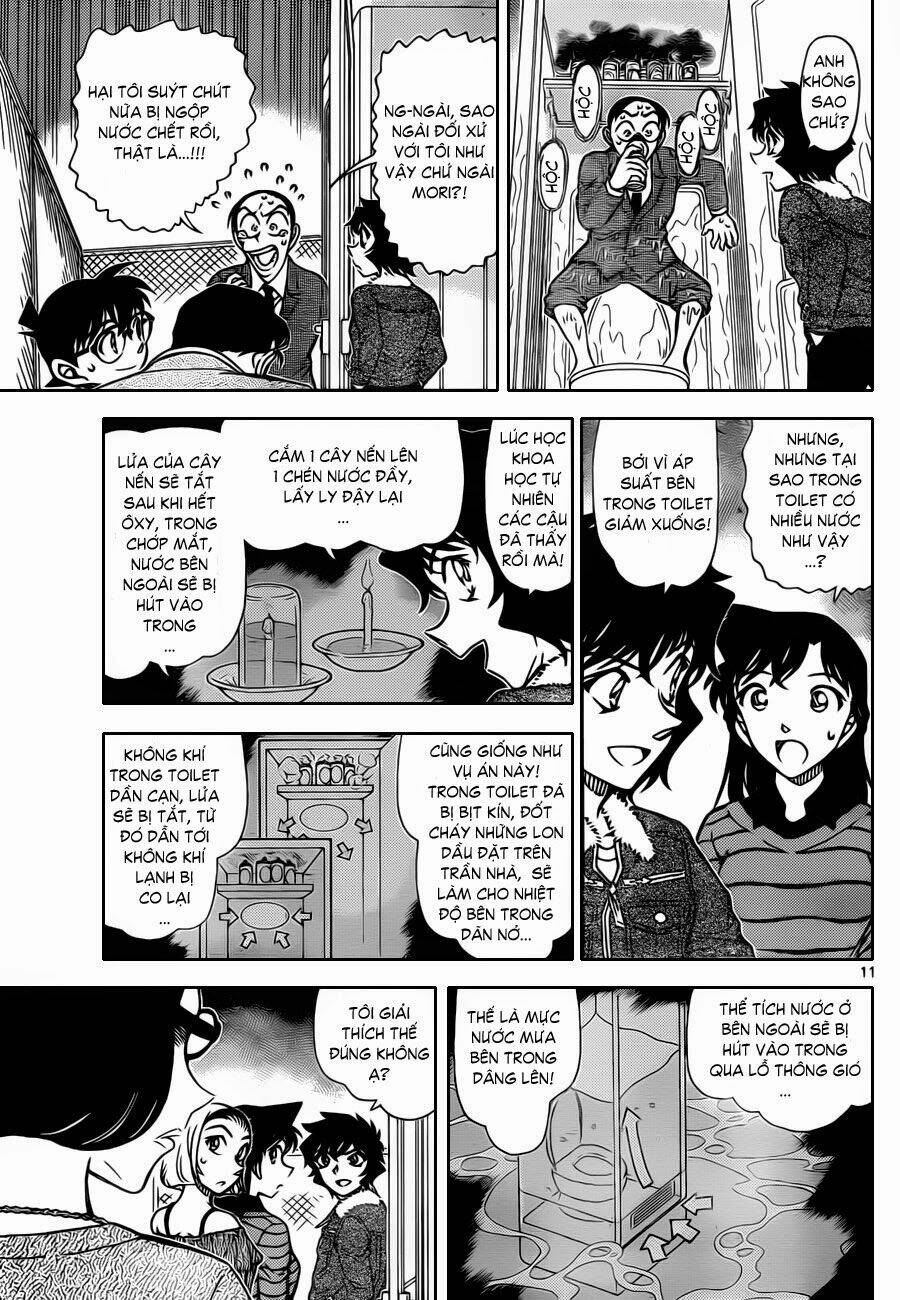 ANH
KHÔNG
SAO
CHỨ?
HỘC
HỘC
HỘC
HỘC
NG-NGÀI, SAO
NGÀI ĐỐI XỬ
VỚI TÔI NHƯ
VẬY CHỨ NGÀI
MORI?!
HẠI TÔI SUÝT CHÚT
NỮA BỊ NGỘP
NƯỚC CHẾT RỒI,
THẬT LÀ...!!!
NHƯNG,
NHƯNG TẠI
SAO TRONG
TOILET CÓ
NHIỀU NƯỚC
NHƯ VẬY
...?
BỞI VÌ ÁP
SUẤT BÊN
TRONG TOILET
GIẢM XUỐNG!
LÚC HỌC
KHOA
HỌC TỰ
NHIÊN
CÁC CẬU
ĐÃ THẤY
RỒI MÀ!
CẮM 1 CÂY NẾN LÊN
1 CHÉN NƯỚC ĐẦY,
LẤY LY ĐẬY LẠI
...
LỬA CỦA CÂY
NẾN SẼ TẮT
SAU KHI HẾT
ÔXY, TRONG
CHỚP MẮT,
NƯỚC BÊN
NGOÀI SẼ BỊ
HÚT VÀO
TRONG
...
CŨNG GIỐNG NHƯ
VỤ ÁN NÀY!
TRONG TOILET ĐÃ
BỊ BỊT KÍN, ĐỐT
CHÁY NHỮNG LON
DẦU ĐẶT TRÊN
TRẦN NHÀ, SẼ
LÀM CHO NHIỆT
ĐỘ BÊN TRONG
DÃN NỞ...
KHÔNG KHÍ
TRONG TOILET
DẦN CẠN, LỬA
SẼ BỊ TẮT, TỪ
ĐÓ DẪN TỚI
KHÔNG KHÍ
LẠNH BỊ
CO LẠI
...
11
THỂ TÍCH NƯỚC Ở
BÊN NGOÀI SẼ BỊ
HÚT VÀO TRONG
QUA LỖ THÔNG GIÓ
...
THẾ LÀ MỰC
NƯỚC MƯA
BÊN TRONG
DÂNG LÊN!
TÔI GIẢI
THÍCH THẾ
ĐÚNG KHÔNG
Ạ?